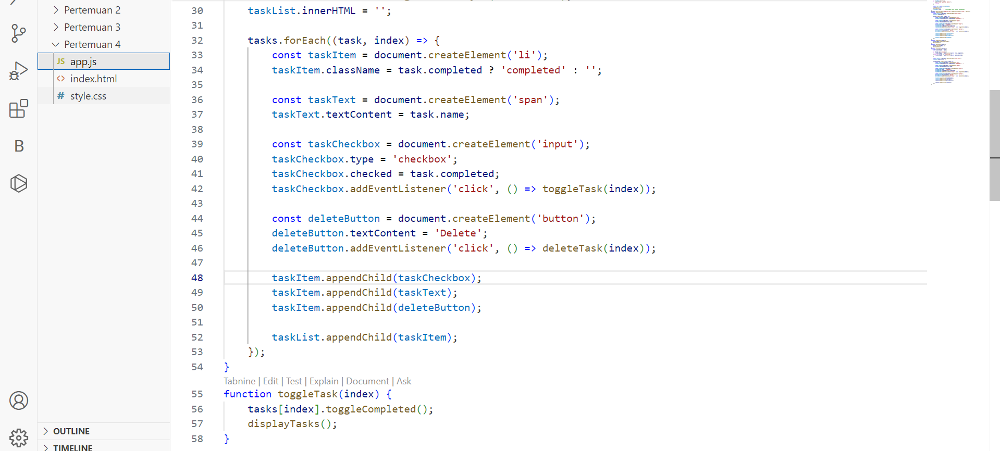 Pertemuan 2
Pertemuan 3
Pertemuan 4
JS app.js
<> index.html
# style.css
B
OUTLINE
TIMELINE
30 taskList.innerHTML = '';
31
32 tasks.forEach((task, index) => {
33 const taskItem = document.createElement('li');
34 taskItem.className = task.completed ? 'completed' : '';
35
36 const taskText = document.createElement('span');
37 taskText.textContent = task.name;
38
39 const taskCheckbox = document.createElement('input');
40 taskCheckbox.type = 'checkbox';
41 taskCheckbox.checked = task.completed;
42 taskCheckbox.addEventListener('click', () => toggleTask(index));
43
44 const deleteButton = document.createElement('button');
45 deleteButton.textContent = 'Delete';
46 deleteButton.addEventListener('click', () => deleteTask(index));
47
48 taskItem.appendChild(taskCheckbox);
49 taskItem.appendChild(taskText);
50 taskItem.appendChild(deleteButton);
51
52 taskList.appendChild(taskItem);
53 });
54 }
Tabnine | Edit | Test | Explain | Document | Ask
55 function toggleTask(index) {
56 tasks[index].toggleCompleted();
57 displayTasks();
58 }